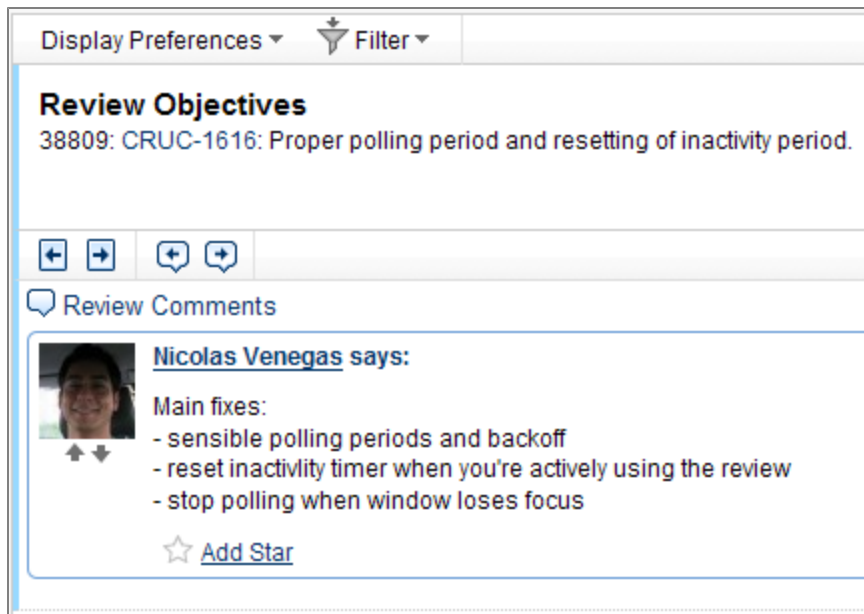 Display Preferences Filter
Review Objectives
38809: CRUC-1616: Proper polling period and resetting of inactivity period.
Review Comments
Nicolas Venegas says:
Main fixes:
- sensible polling periods and backoff
- reset inactivlity timer when you're actively using the review
- stop polling when window loses focus
Add Star